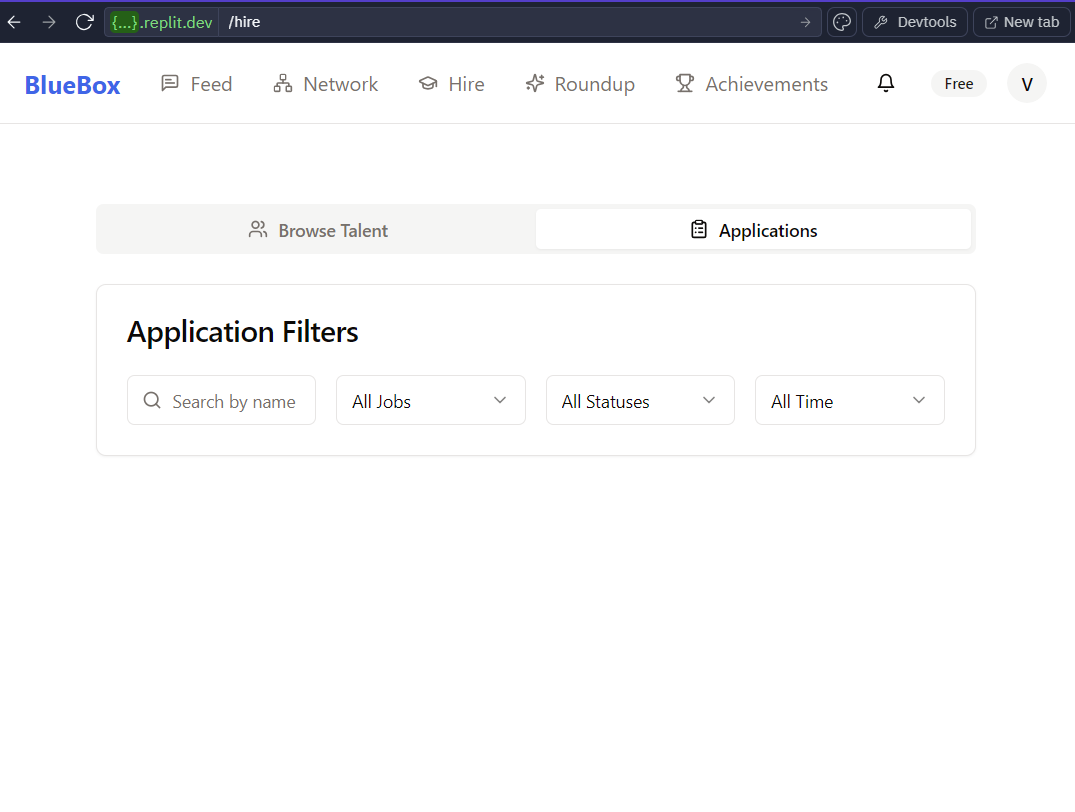 {...}.replit.dev /hire Devtools New tab
BlueBox Feed Network Hire Roundup Achievements Free V
Browse Talent Applications
Application Filters
Search by name All Jobs All Statuses All Time